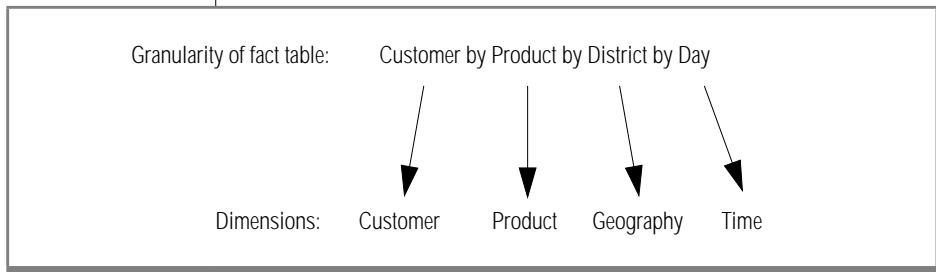 Granularity of fact table: Customer by Product by District by Day
Dimensions: Customer Product Geography Time